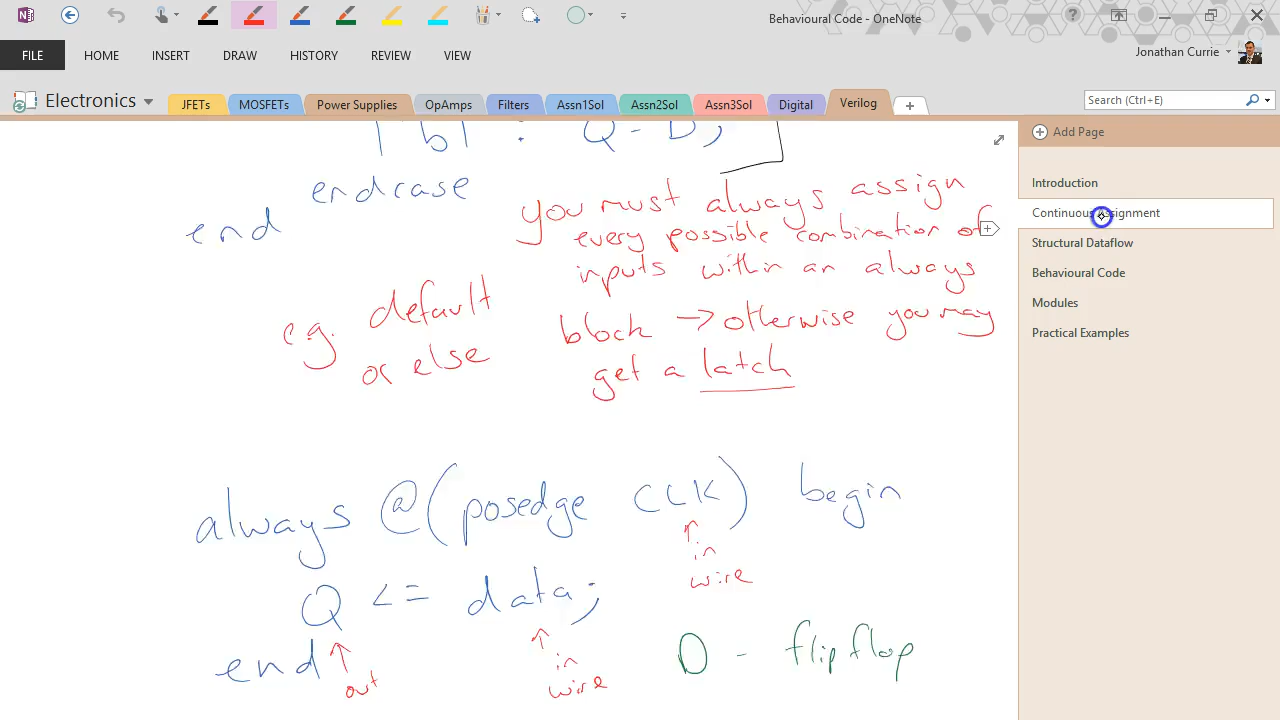 Behavioural Code - OneNote
FILE HOME INSERT DRAW HISTORY REVIEW VIEW
Jonathan Currie
Electronics
JFETs MOSFETs Power Supplies OpAmps Filters Assn1Sol Assn2Sol Assn3Sol Digital Verilog
Search (Ctrl+E)
Add Page
Introduction
Continuous Assignment
Structural Dataflow
Behavioural Code
Modules
Practical Examples
1'b1 : Q = D;
endcase
end
you must always assign
every possible combination of
inputs within an always
block → otherwise you may
get a latch
e.g. default
or else
always @(posedge CLK) begin
↑
in
wire
Q <= data;
end
↑
out
↑
in
wire
D - flipflop